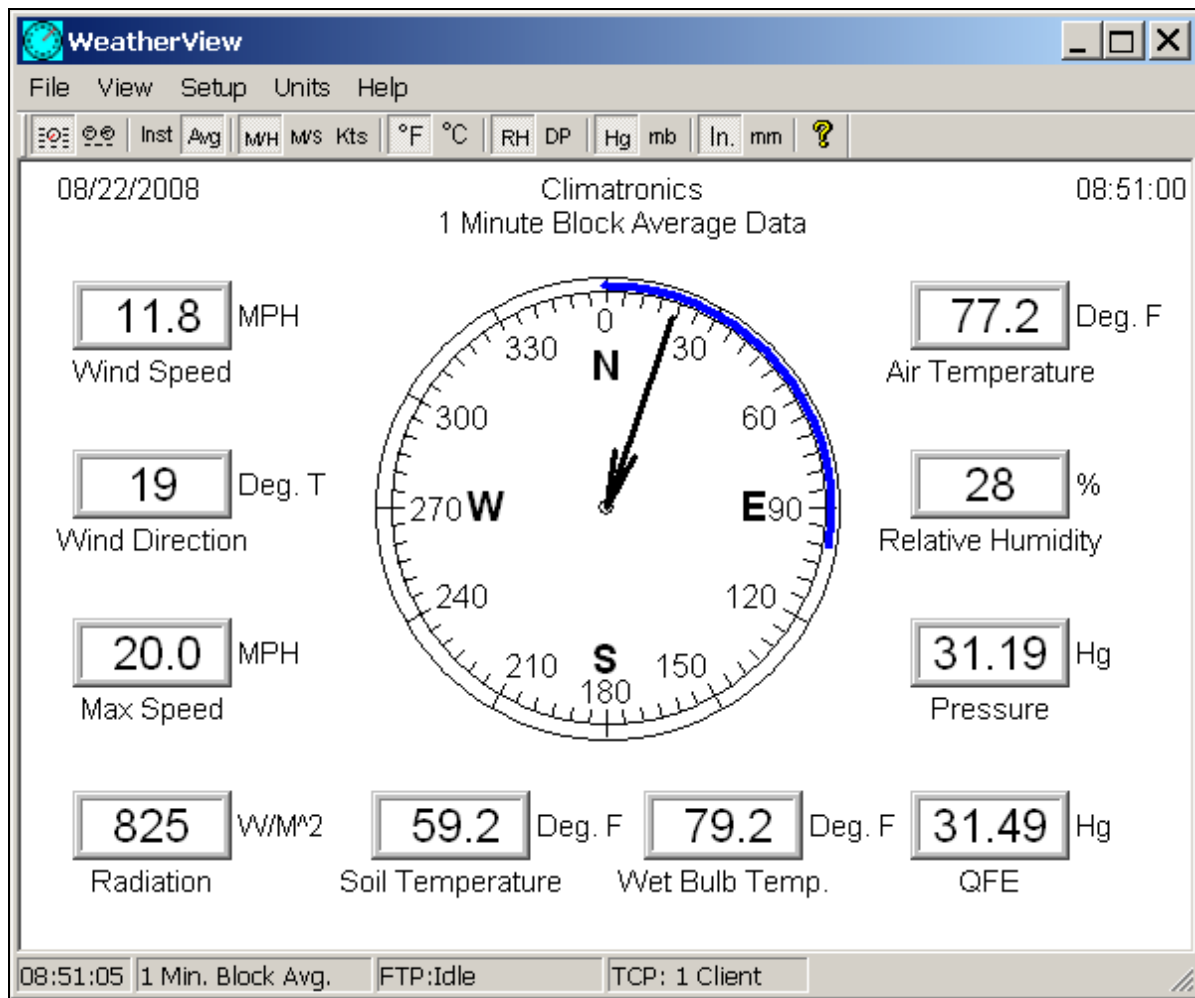 WeatherView
File View Setup Units Help
Inst Avg M/H M/S Kts °F °C RH DP Hg mb In. mm ?
08/22/2008 Climatronics 08:51:00
1 Minute Block Average Data
11.8 MPH
Wind Speed
77.2 Deg. F
Air Temperature
19 Deg. T
Wind Direction
28 %
Relative Humidity
20.0 MPH
Max Speed
31.19 Hg
Pressure
0
330 30
N
300 60
270 W E 90
240 120
210 S 150
180
825 W/M^2 59.2 Deg. F 79.2 Deg. F 31.49 Hg
Radiation Soil Temperature Wet Bulb Temp. QFE
08:51:05 1 Min. Block Avg. FTP:Idle TCP: 1 Client